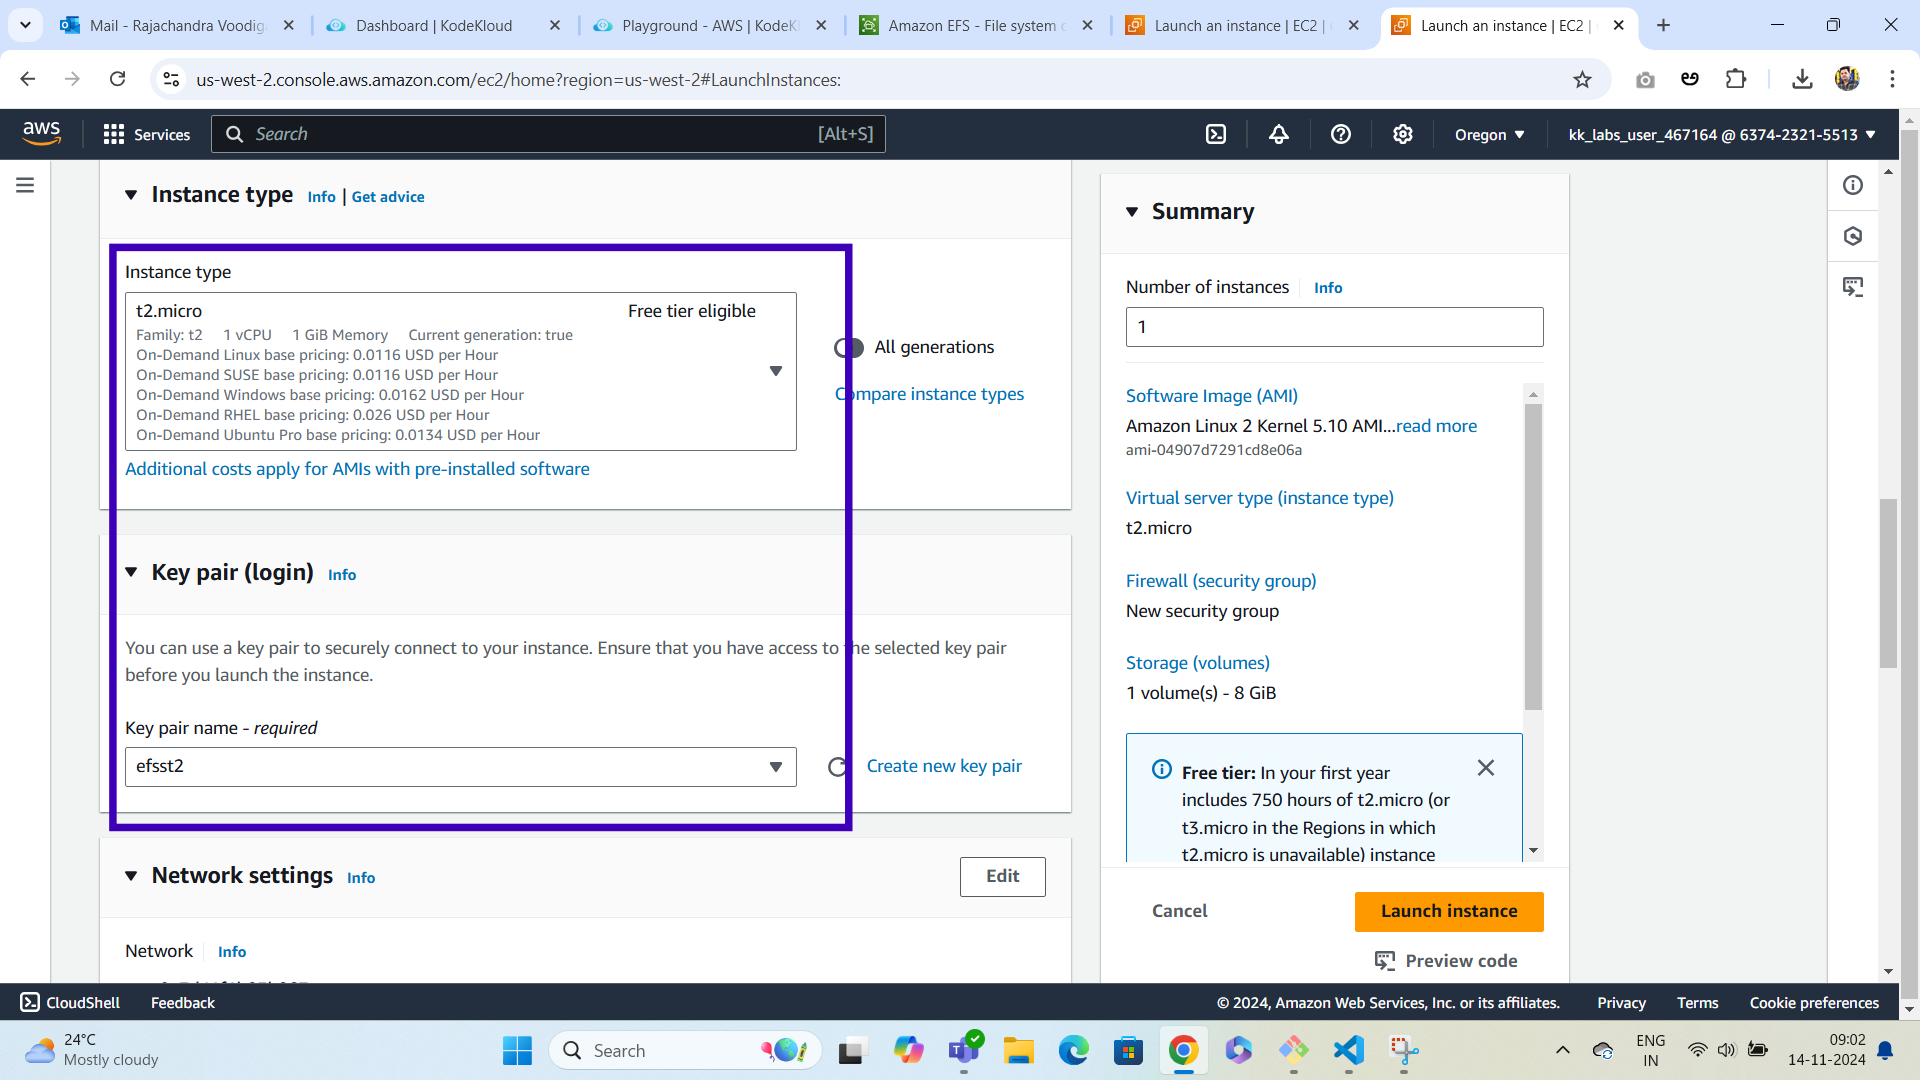 Mail - Rajachandra Voodig
Dashboard | KodeKloud
Playground - AWS | KodeK
Amazon EFS - File system c
Launch an instance | EC2 |
Launch an instance | EC2 |
us-west-2.console.aws.amazon.com/ec2/home?region=us-west-2#LaunchInstances:
aws
Services
Search
[Alt+S]
Oregon
kk_labs_user_467164 @ 6374-2321-5513
Instance type
Info | Get advice
Instance type
t2.micro
Free tier eligible
Family: t2 1 vCPU 1 GiB Memory Current generation: true
On-Demand Linux base pricing: 0.0116 USD per Hour
On-Demand SUSE base pricing: 0.0116 USD per Hour
On-Demand Windows base pricing: 0.0162 USD per Hour
On-Demand RHEL base pricing: 0.026 USD per Hour
On-Demand Ubuntu Pro base pricing: 0.0134 USD per Hour
All generations
Compare instance types
Additional costs apply for AMIs with pre-installed software
Key pair (login)
Info
You can use a key pair to securely connect to your instance. Ensure that you have access to the selected key pair
before you launch the instance.
Key pair name - required
efsst2
Create new key pair
Network settings
Info
Edit
Network
Info
Summary
Number of instances
Info
1
Software Image (AMI)
Amazon Linux 2 Kernel 5.10 AMI...read more
ami-04907d7291cd8e06a
Virtual server type (instance type)
t2.micro
Firewall (security group)
New security group
Storage (volumes)
1 volume(s) - 8 GiB
Free tier: In your first year
includes 750 hours of t2.micro (or
t3.micro in the Regions in which
t2.micro is unavailable) instance
Cancel
Launch instance
Preview code
CloudShell
Feedback
© 2024, Amazon Web Services, Inc. or its affiliates.
Privacy
Terms
Cookie preferences
24°C
Mostly cloudy
Search
ENG
IN
09:02
14-11-2024